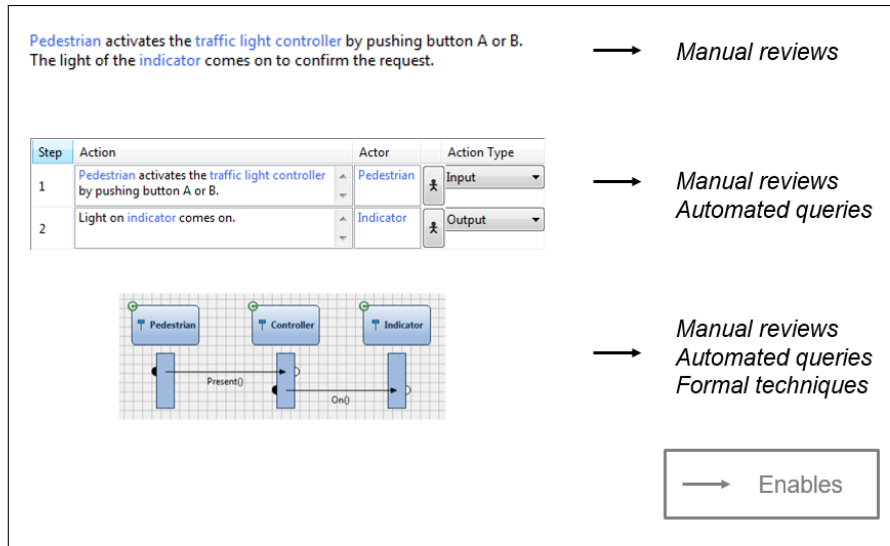 Pedestrian activates the traffic light controller by pushing button A or B.
The light of the indicator comes on to confirm the request.
Manual reviews
Step Action Actor Action Type
1 Pedestrian activates the traffic light controller by pushing button A or B. Pedestrian Input
2 Light on indicator comes on. Indicator Output
Manual reviews
Automated queries
Pedestrian Controller Indicator
Present()
On()
Manual reviews
Automated queries
Formal techniques
Enables